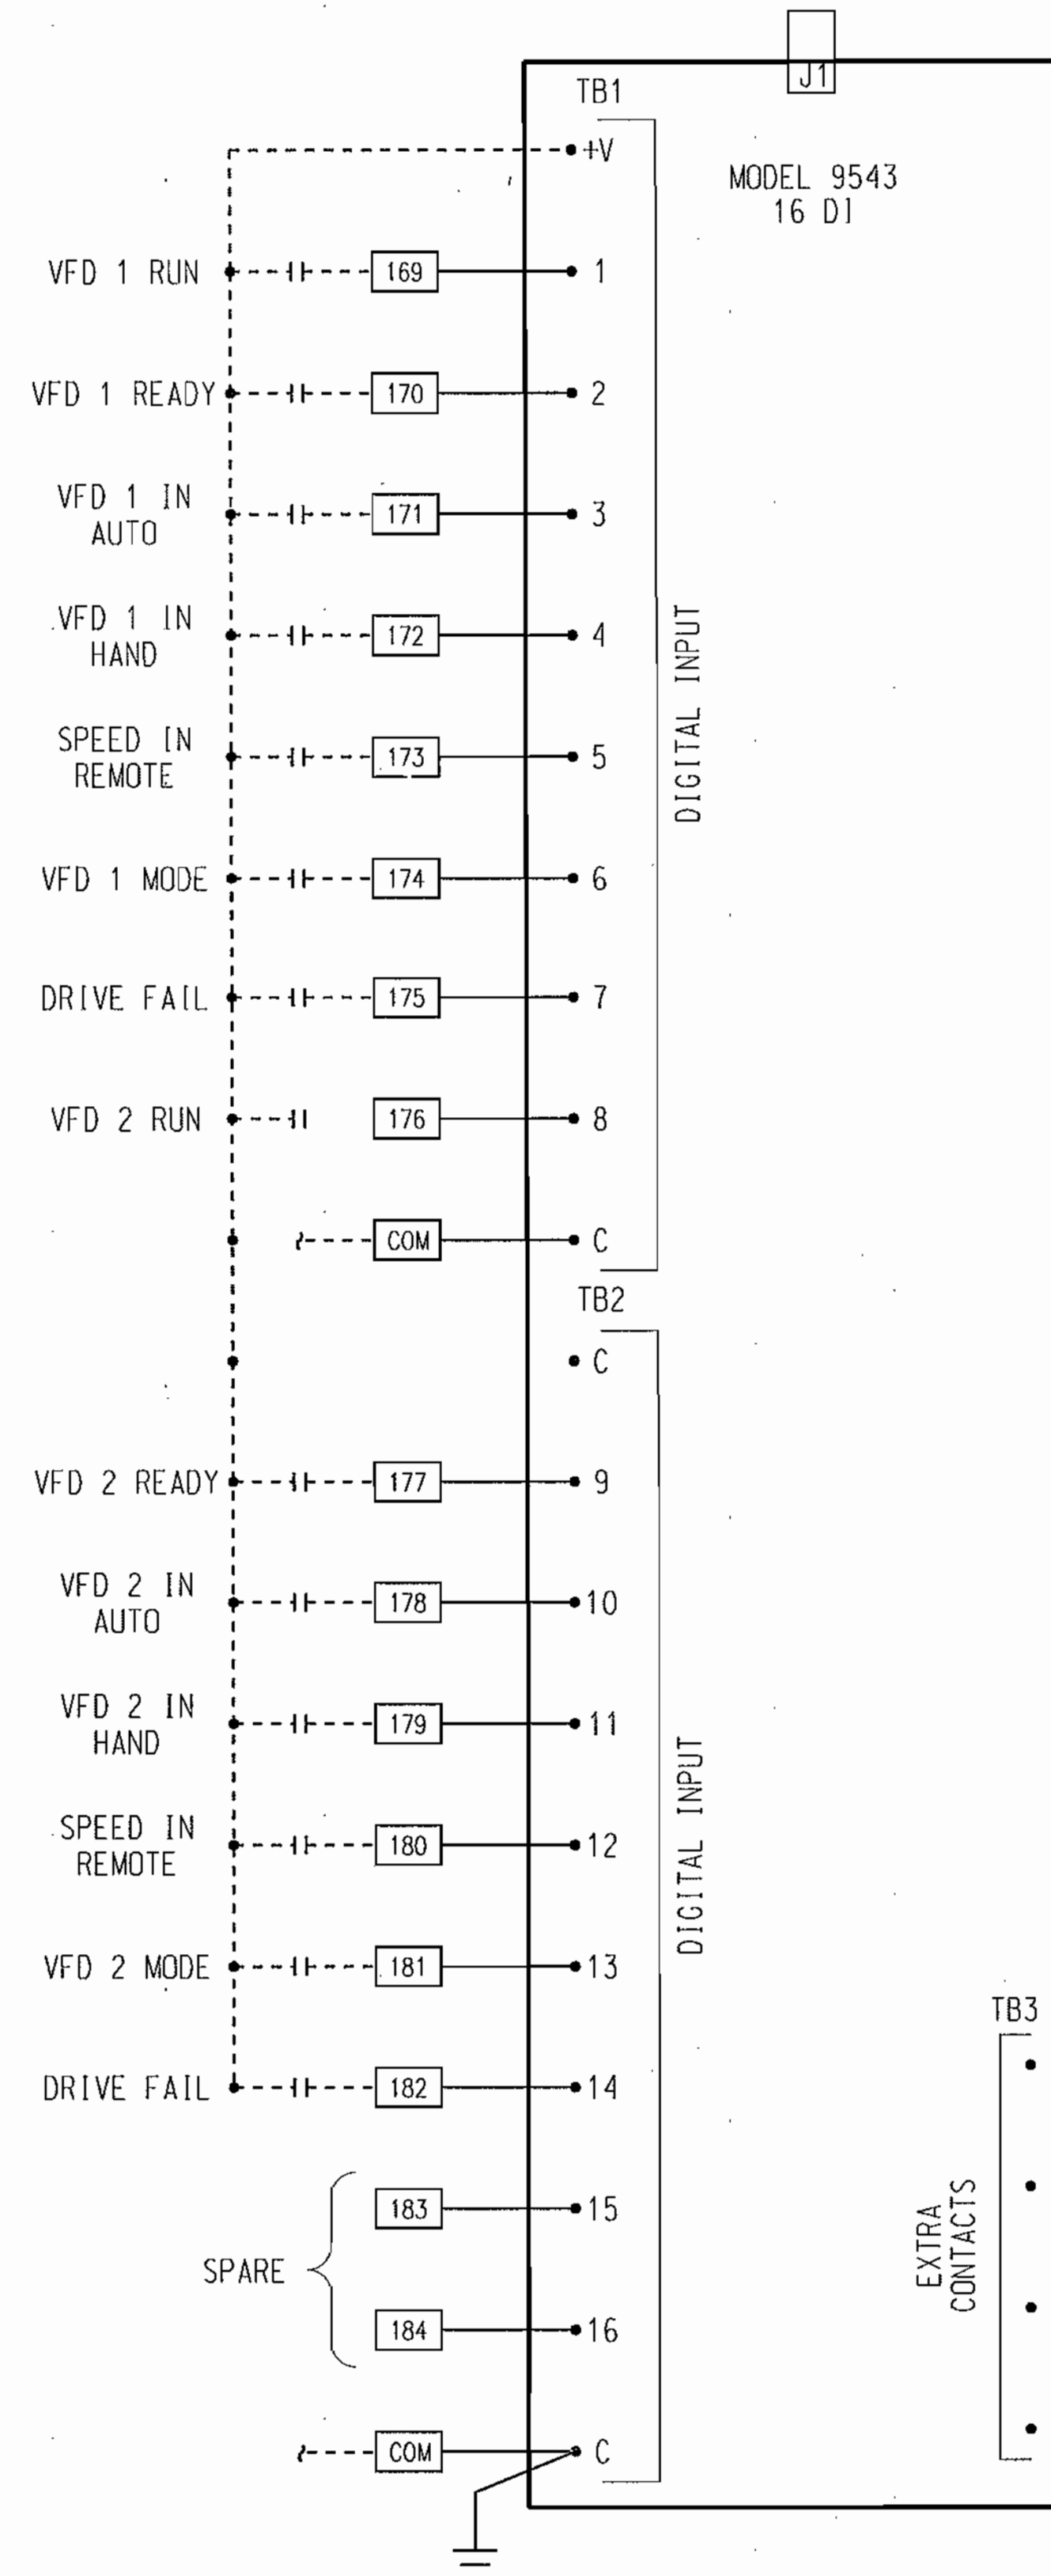 J1
TB1
+V
MODEL 9543
16 DI
VFD 1 RUN
169
1
VFD 1 READY
170
2
VFD 1 IN
AUTO
171
3
VFD 1 IN
HAND
172
4
SPEED IN
REMOTE
173
5
DIGITAL INPUT
VFD 1 MODE
174
6
DRIVE FAIL
175
7
VFD 2 RUN
176
8
COM
C
TB2
C
VFD 2 READY
177
9
VFD 2 IN
AUTO
178
10
VFD 2 IN
HAND
179
11
SPEED IN
REMOTE
180
12
DIGITAL INPUT
VFD 2 MODE
181
13
TB3
DRIVE FAIL
182
14
SPARE
183
15
184
16
EXTRA
CONTACTS
COM
C